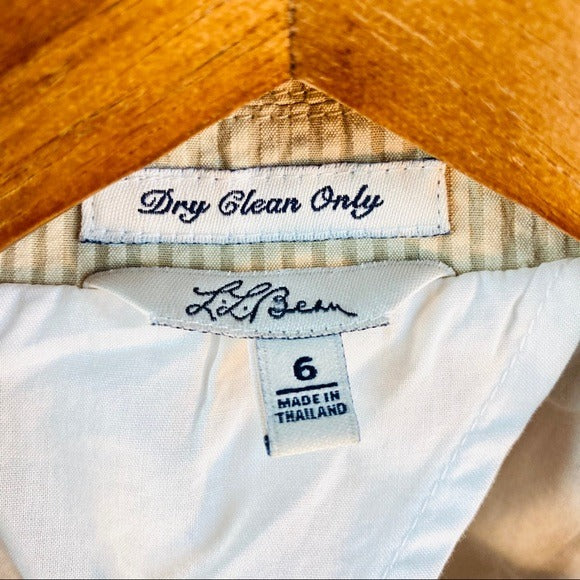 Dry Clean Only
L.L.Bean
6
MADE IN
THAILAND